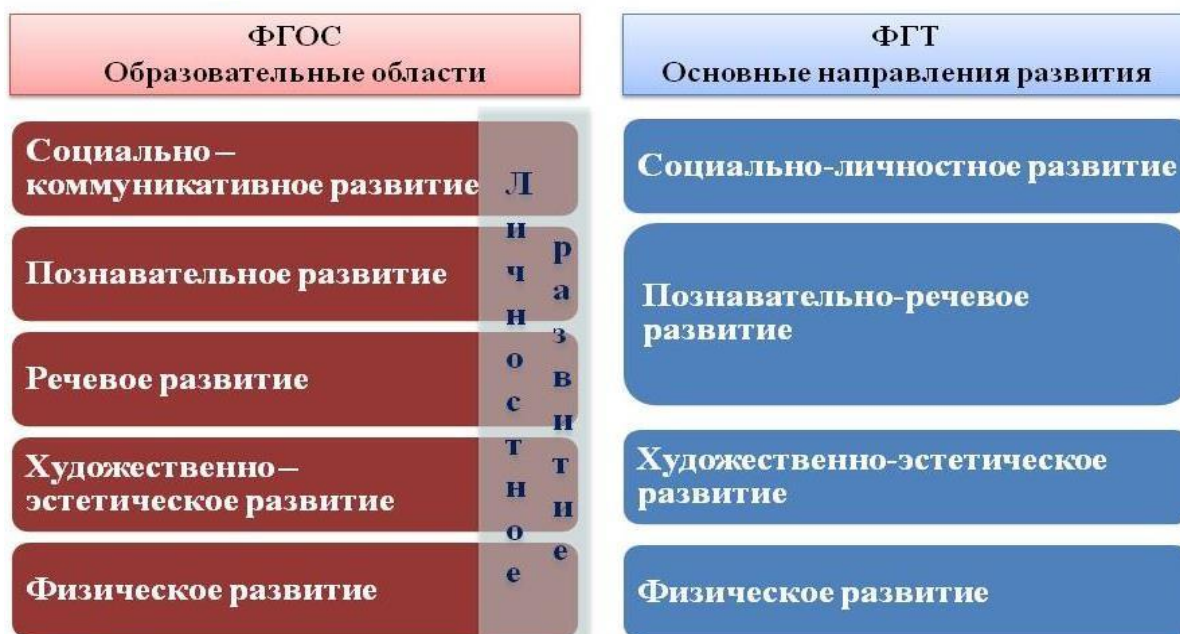 ФГОС
Образовательные области
Социально–
коммуникативное развитие
Познавательное развитие
Речевое развитие
Художественно–
эстетическое развитие
Физическое развитие
Личностное
развитие
ФГТ
Основные направления развития
Социально-личностное развитие
Познавательно-речевое
развитие
Художественно-эстетическое
развитие
Физическое развитие